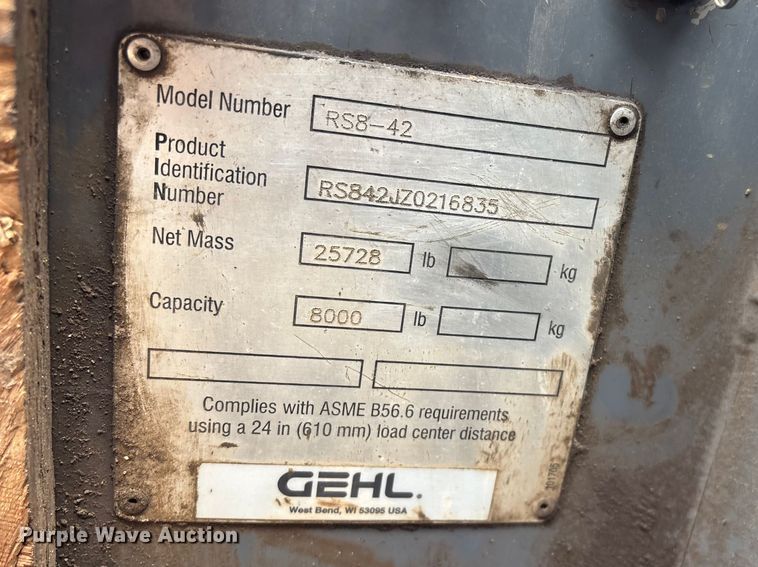 Model Number RS8-42
Product
Identification
Number RS842JZ0216835
Net Mass 25728 lb kg
Capacity 8000 lb kg
Complies with ASME B56.6 requirements
using a 24 in (610 mm) load center distance
GEHL.
West Bend, WI 53095 USA
Purple Wave Auction